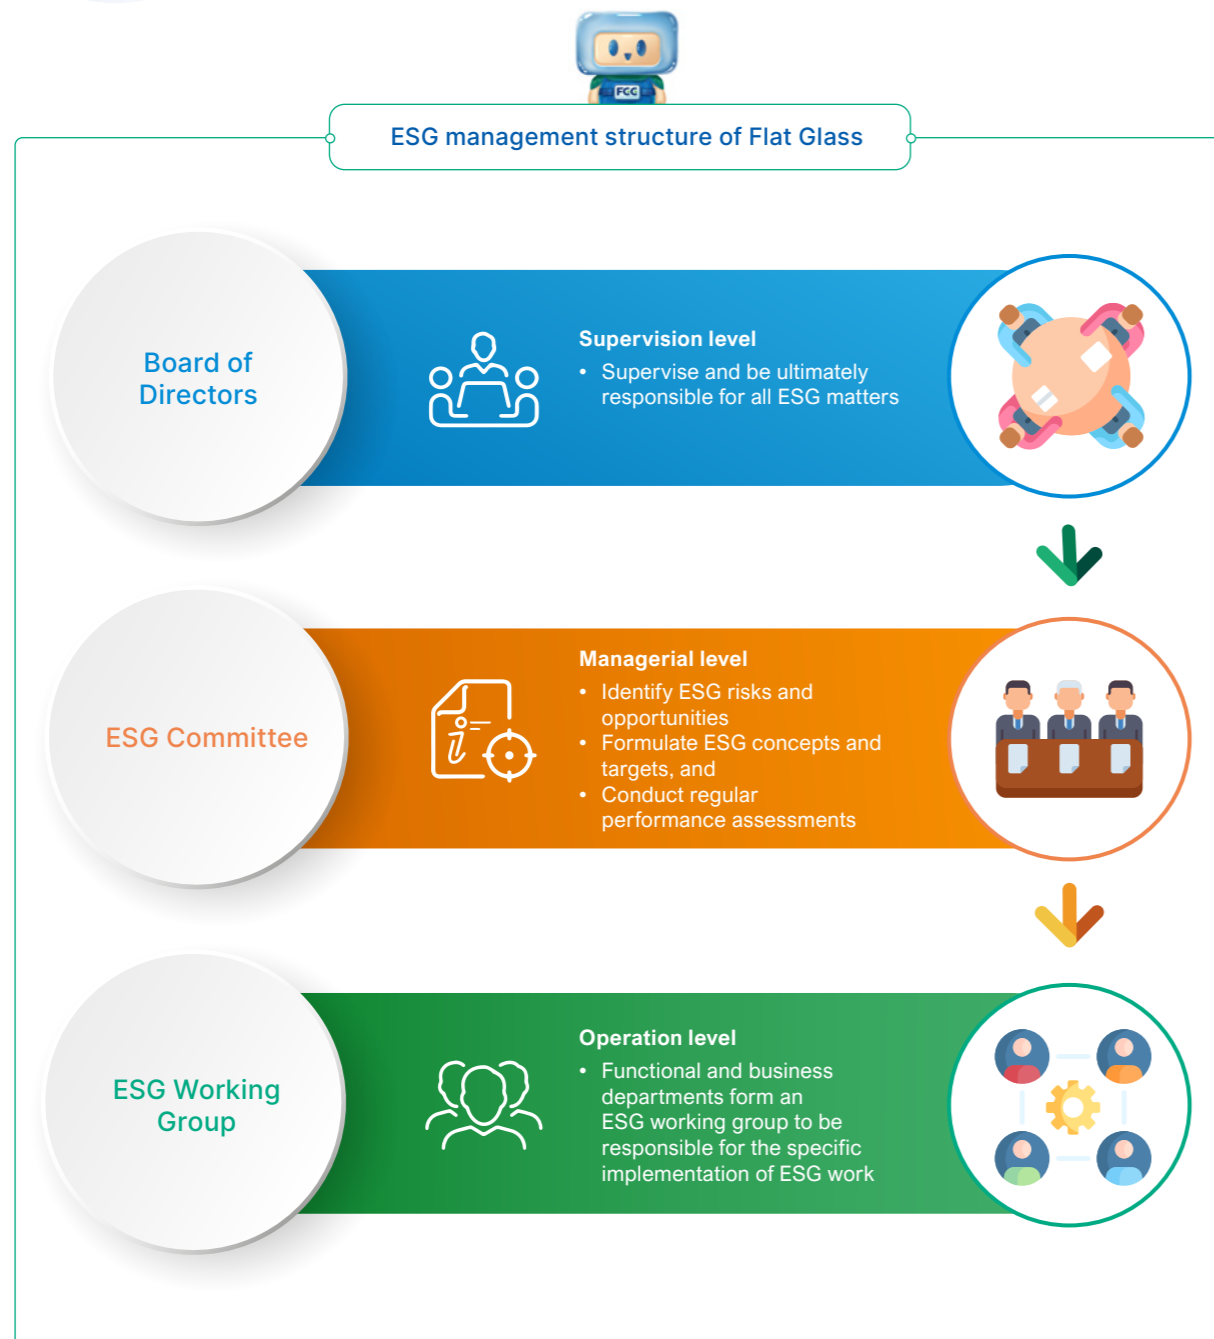 FGG
ESG management structure of Flat Glass
Board of
Directors
Supervision level
• Supervise and be ultimately
responsible for all ESG matters
ESG Committee
Managerial level
• Identify ESG risks and
opportunities
• Formulate ESG concepts and
targets, and
• Conduct regular
performance assessments
ESG Working
Group
Operation level
• Functional and business
departments form an
ESG working group to be
responsible for the specific
implementation of ESG work